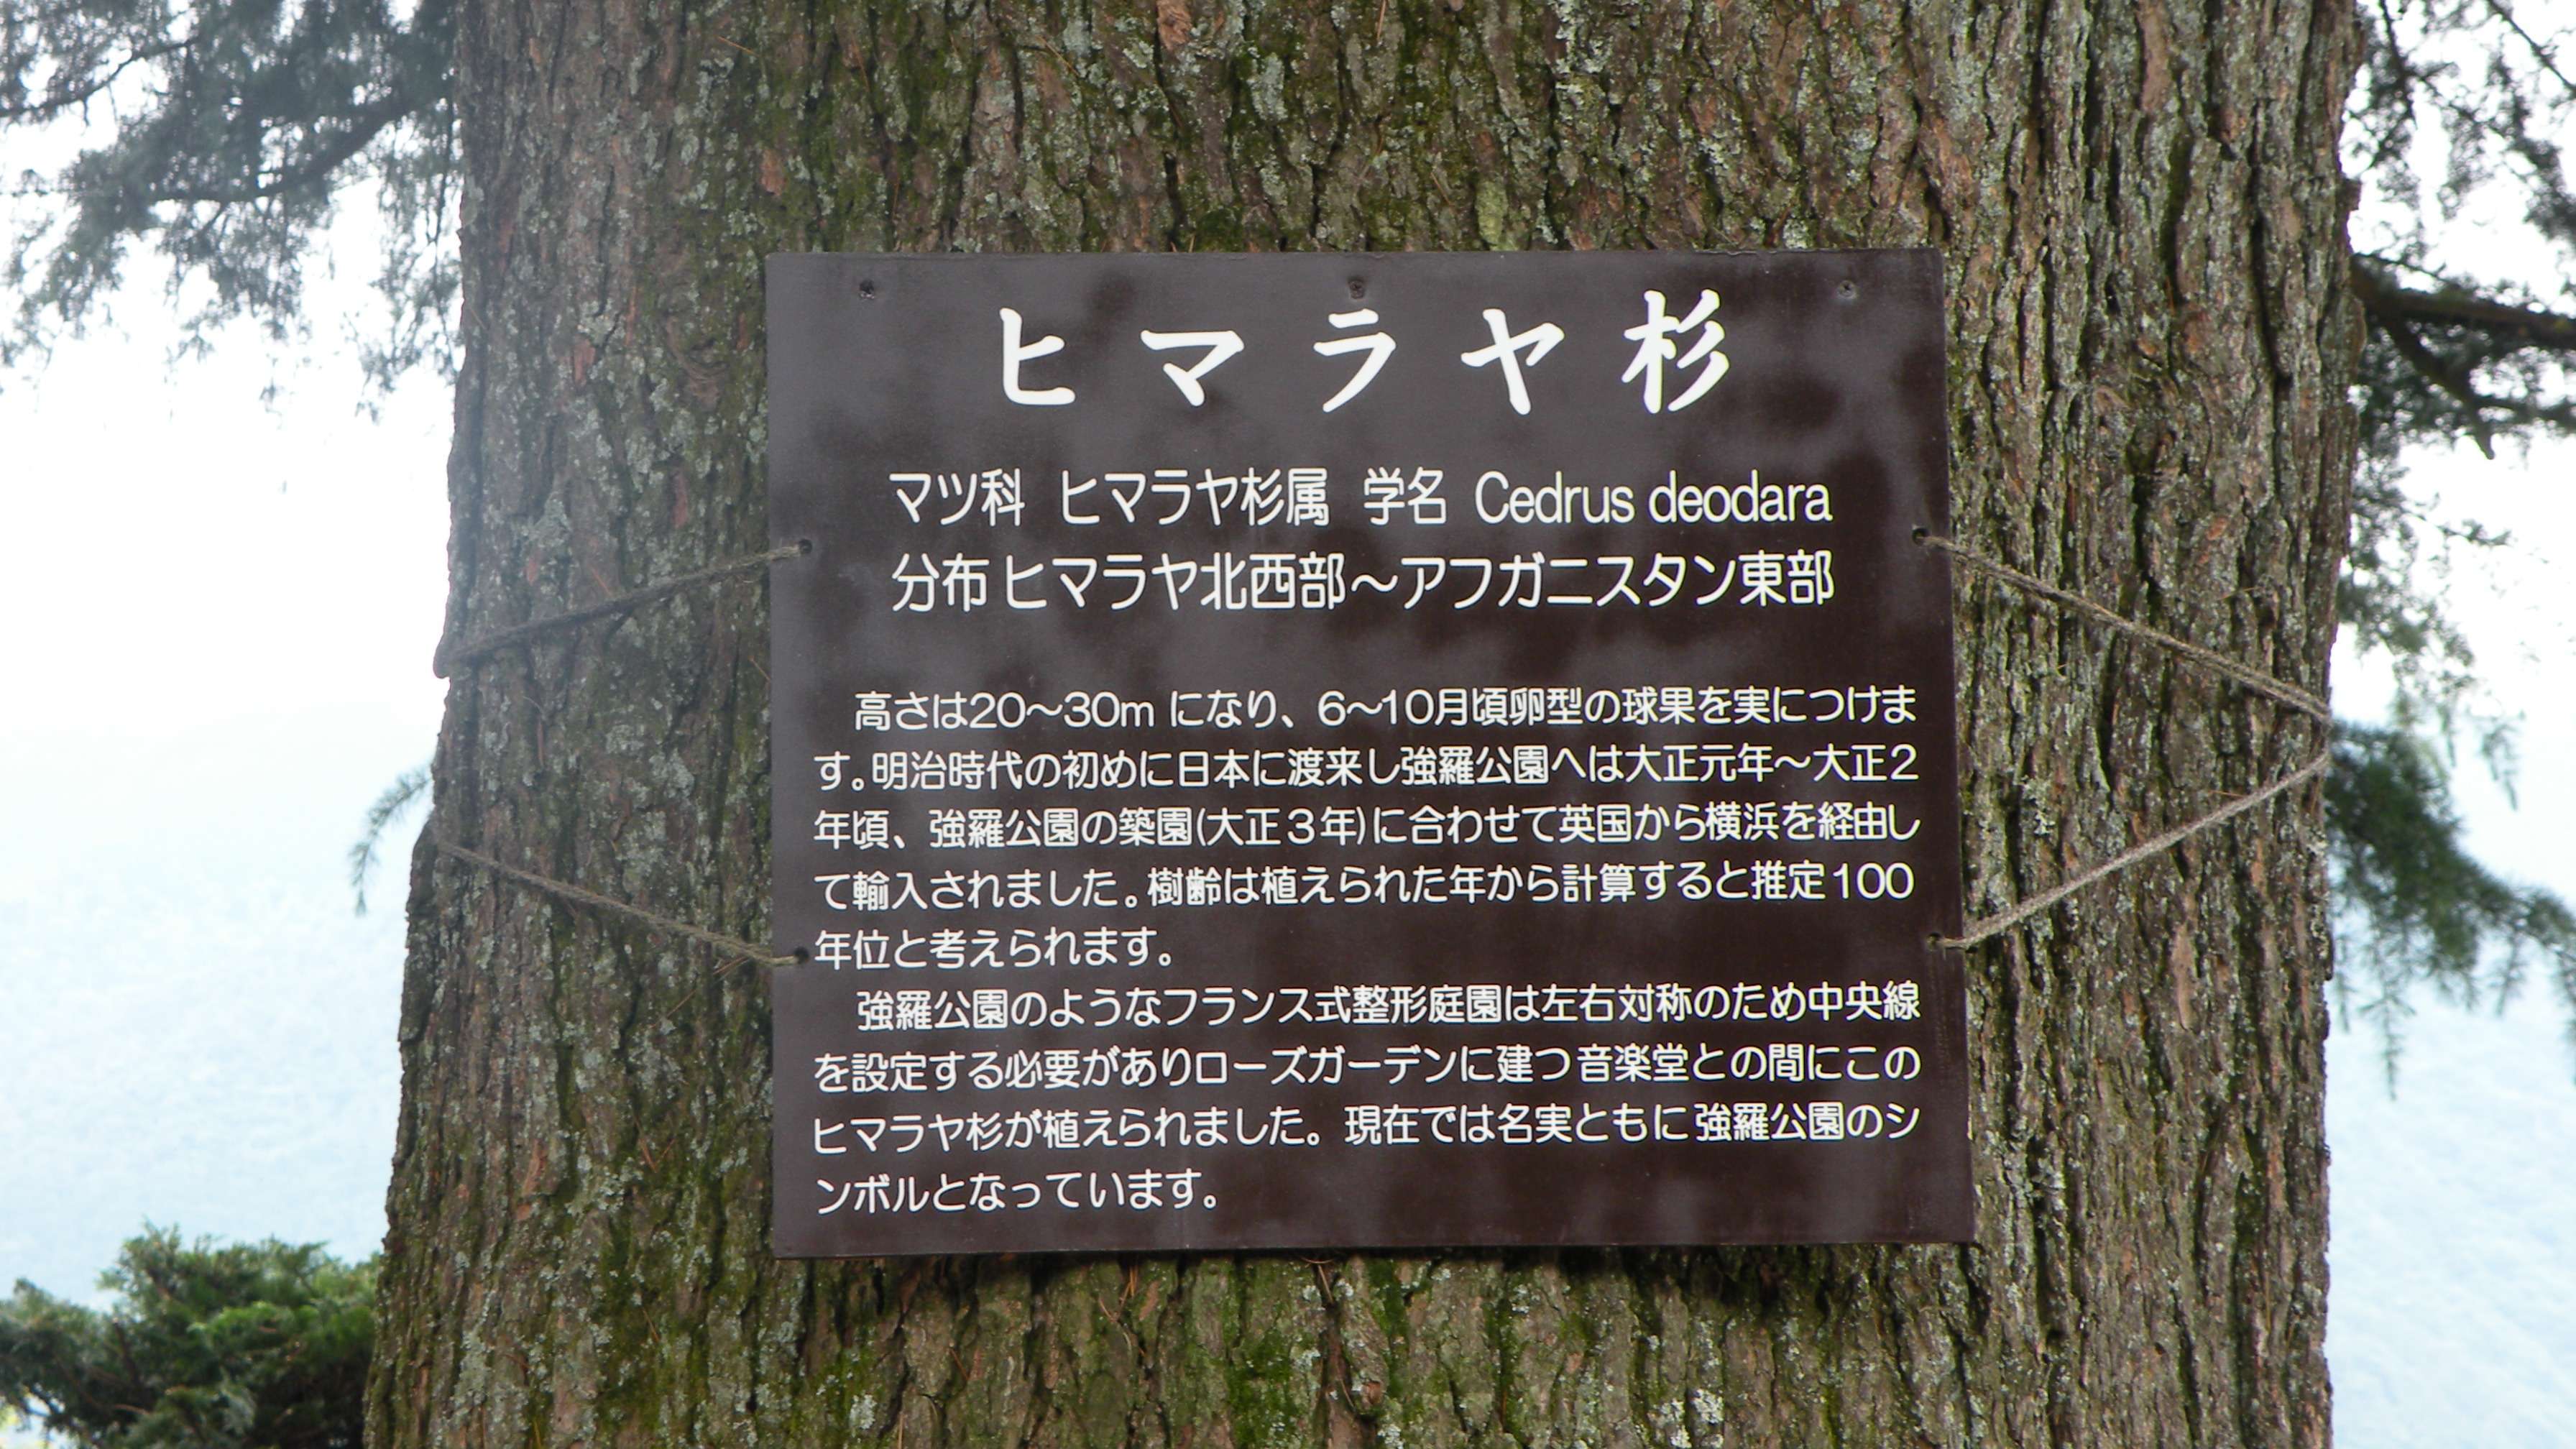 ヒマラヤ杉
マツ科 ヒマラヤ杉属 学名 Cedrus deodara
分布 ヒマラヤ北西部～アフガニスタン東部
高さは20～30m になり、6～10月頃卵型の球果を実につけま
す。明治時代の初めに日本に渡来し強羅公園へは大正元年～大正2
年頃、強羅公園の築園(大正3年)に合わせて英国から横浜を経由し
て輸入されました。樹齢は植えられた年から計算すると推定100
年位と考えられます。
強羅公園のようなフランス式整形庭園は左右対称のため中央線
を設定する必要がありローズガーデンに建つ音楽堂との間にこの
ヒマラヤ杉が植えられました。現在では名実ともに強羅公園のシ
ンボルとなっています。